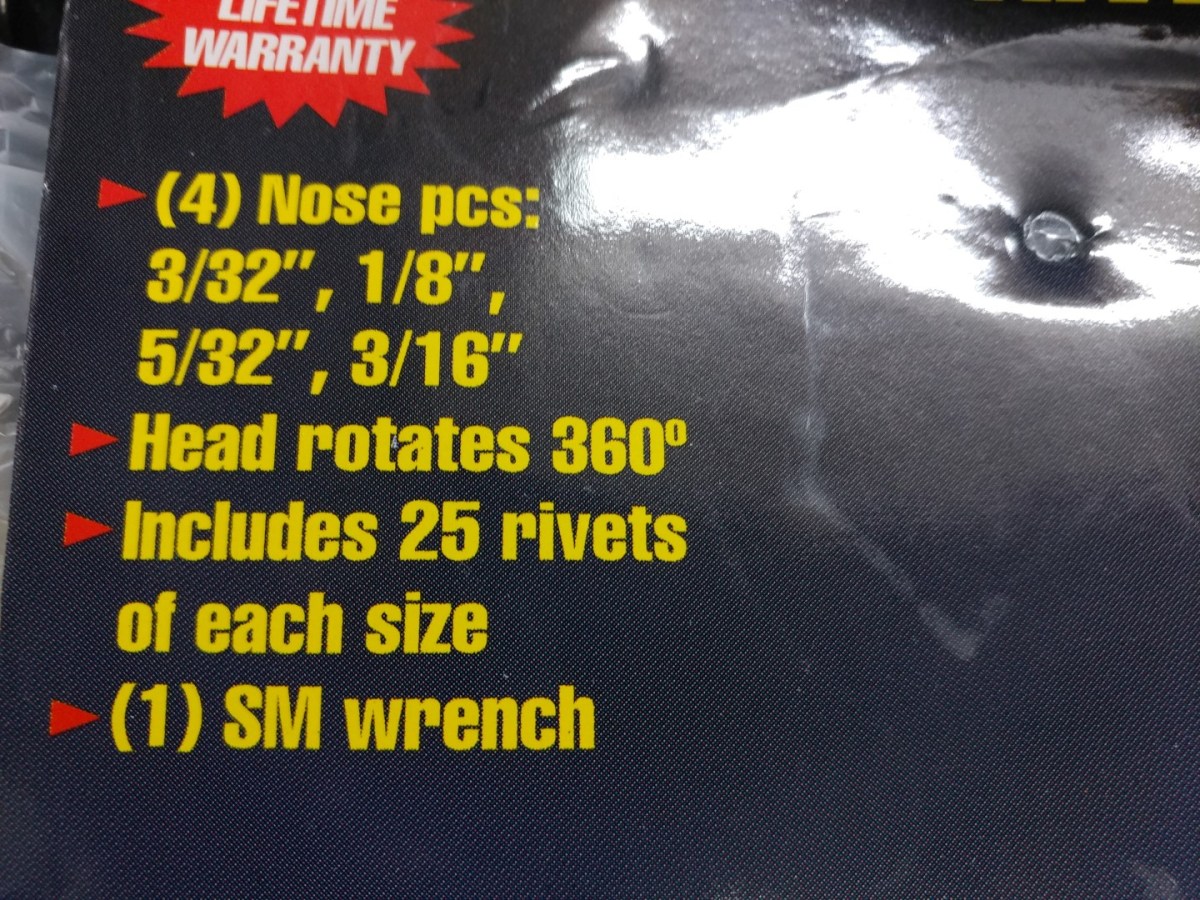 LIFETIME
WARRANTY
(4) Nose pcs:
3/32", 1/8",
5/32", 3/16"
Head rotates 360º
Includes 25 rivets
of each size
(1) SM wrench